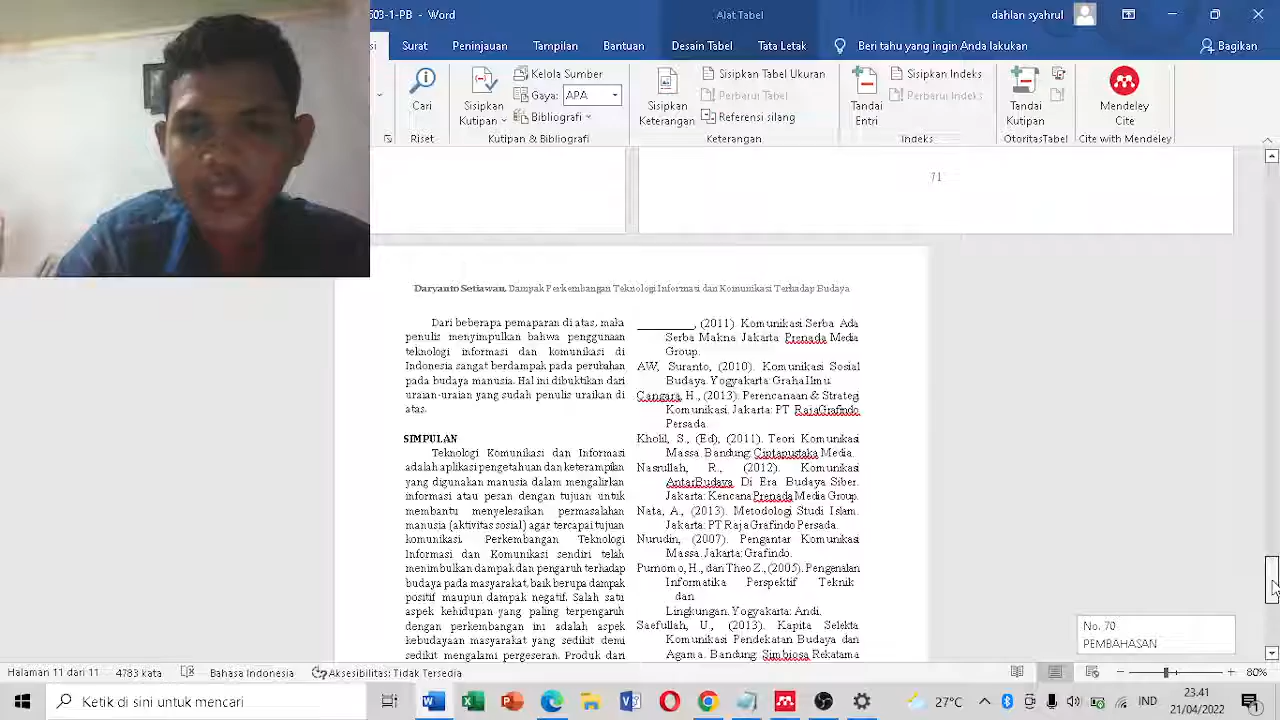 503-1-PB - Word
Alat Tabel
dahlan syahrul
Surat
Peninjauan
Tampilan
Bantuan
Desain Tabel
Tata Letak
Beri tahu yang ingin Anda lakukan
Bagikan
Cari
Riset
Sisipkan
Kutipan
Kelola Sumber
Gaya: APA
Bibliografi
Kutipan & Bibliografi
Sisipkan
Keterangan
Sisipkan Tabel Ukuran
Perbarui Tabel
Referensi silang
Keterangan
Tandai
Entri
Sisipkan Indeks
Perbarui Indeks
Indeks
Tandai
Kutipan
OtoritasTabel
Mendeley
Cite
Cite with Mendeley
71
Daryanto Setiawan, Dampak Perkembangan Teknologi Informasi dan Komunikasi Terhadap Budaya
Dari beberapa pemaparan di atas, maka
penulis menyimpulkan bahwa penggunaan
teknologi informasi dan komunikasi di
Indonesia sangat berdampak pada perubahan
pada budaya manusia. Hal ini dibuktikan dari
uraian-uraian yang sudah penulis uraikan di
atas.
SIMPULAN
Teknologi Komunikasi dan Informasi
adalah aplikasi pengetahuan dan keterampilan
yang digunakan manusia dalam mengalirkan
informasi atau pesan dengan tujuan untuk
membantu menyelesaikan permasalahan
manusia (aktivitas sosial) agar tercapai tujuan
komunikasi. Perkembangan Teknologi
Informasi dan Komunikasi sendiri telah
menimbulkan dampak dan pengaruh terhadap
budaya pada masyarakat, baik berupa dampak
positif maupun dampak negatif. Salah satu
aspek kehidupan yang paling terpengaruh
dengan perkembangan ini adalah aspek
kebudayaan masyarakat yang sedikit demi
sedikit mengalami pergeseran. Produk dari
________, (2011). Komunikasi Serba Ada
Serba Makna. Jakarta: Prenada Media
Group.
AW, Suranto, (2010). Komunikasi Sosial
Budaya. Yogyakarta: Graha Ilmu.
Cangara, H., (2013). Perencanaan & Strategi
Komunikasi. Jakarta: PT RajaGrafindo
Persada.
Kholil, S., (Ed), (2011). Teori Komunikasi
Massa. Bandung: Cintapustaka Media.
Nasrullah, R., (2012). Komunikasi
AntarBudaya Di Era Budaya Siber.
Jakarta: Kencana Prenada Media Group.
Nata, A., (2013). Metodologi Studi Islam.
Jakarta: PT Raja Grafindo Persada.
Nurudin, (2007). Pengantar Komunikasi
Massa. Jakarta: Grafindo.
Purnomo, H., dan Theo Z., (2005). Pengenalan
Informatika Perspektif Teknik
dan
Lingkungan. Yogyakarta: Andi.
Saefullah, U., (2013). Kapita Selekta
Komunikasi Pendekatan Budaya dan
Agama. Bandung: Simbiosa Rekatama
No. 70
PEMBAHASAN
Halaman 11 dari 11
4783 kata
Bahasa Indonesia
Aksesibilitas: Tidak Tersedia
80%
Ketik di sini untuk mencari
27°C
IND
23.41
21/04/2022